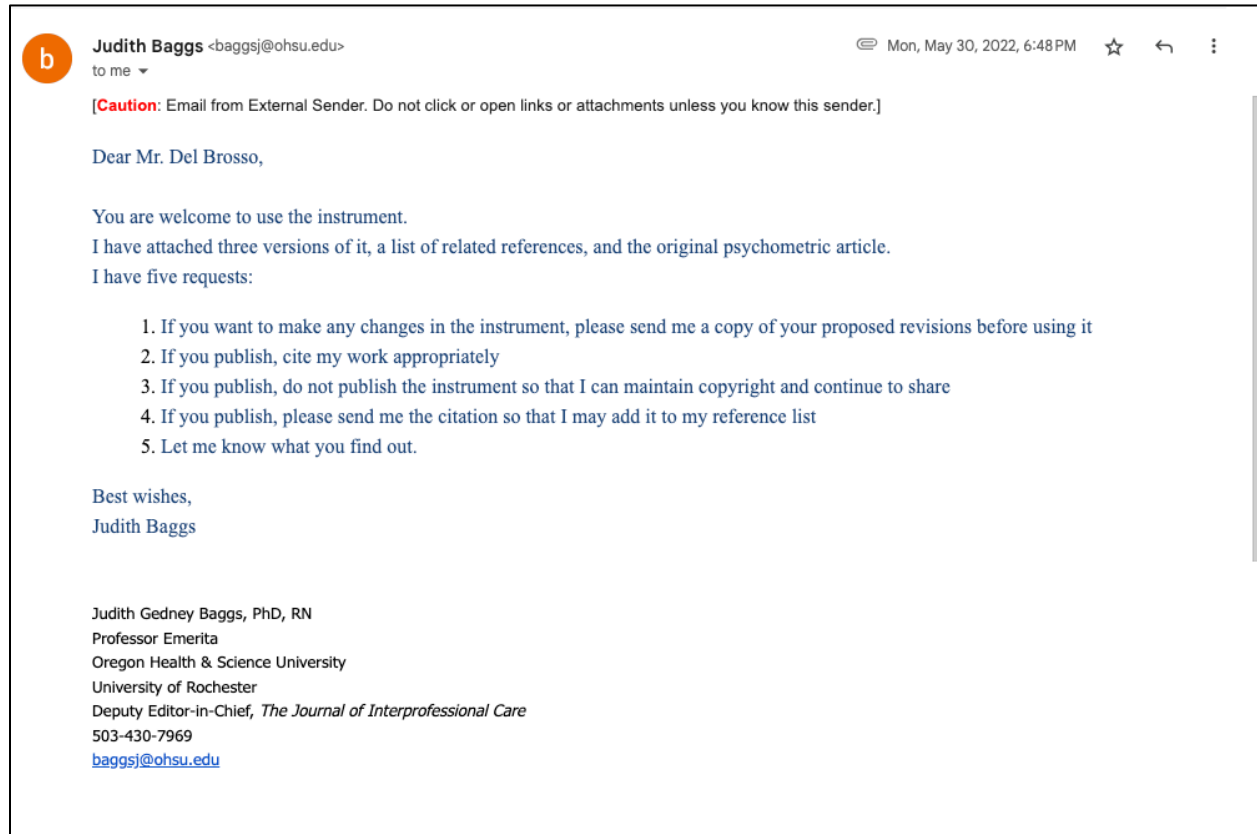 b
Judith Baggs <baggsj@ohsu.edu>
Mon, May 30, 2022, 6:48 PM
to me
[Caution: Email from External Sender. Do not click or open links or attachments unless you know this sender.]
Dear Mr. Del Brosso,
You are welcome to use the instrument.
I have attached three versions of it, a list of related references, and the original psychometric article.
I have five requests:
1. If you want to make any changes in the instrument, please send me a copy of your proposed revisions before using it
2. If you publish, cite my work appropriately
3. If you publish, do not publish the instrument so that I can maintain copyright and continue to share
4. If you publish, please send me the citation so that I may add it to my reference list
5. Let me know what you find out.
Best wishes,
Judith Baggs
Judith Gedney Baggs, PhD, RN
Professor Emerita
Oregon Health & Science University
University of Rochester
Deputy Editor-in-Chief, The Journal of Interprofessional Care
503-430-7969
baggsj@ohsu.edu